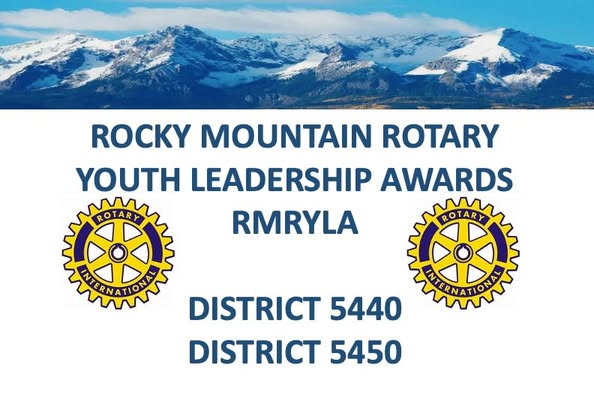 ROCKY MOUNTAIN ROTARY
YOUTH LEADERSHIP AWARDS
RMRYLA
ROTARY
INTERNATIONAL
ROTARY
INTERNATIONAL
DISTRICT 5440
DISTRICT 5450